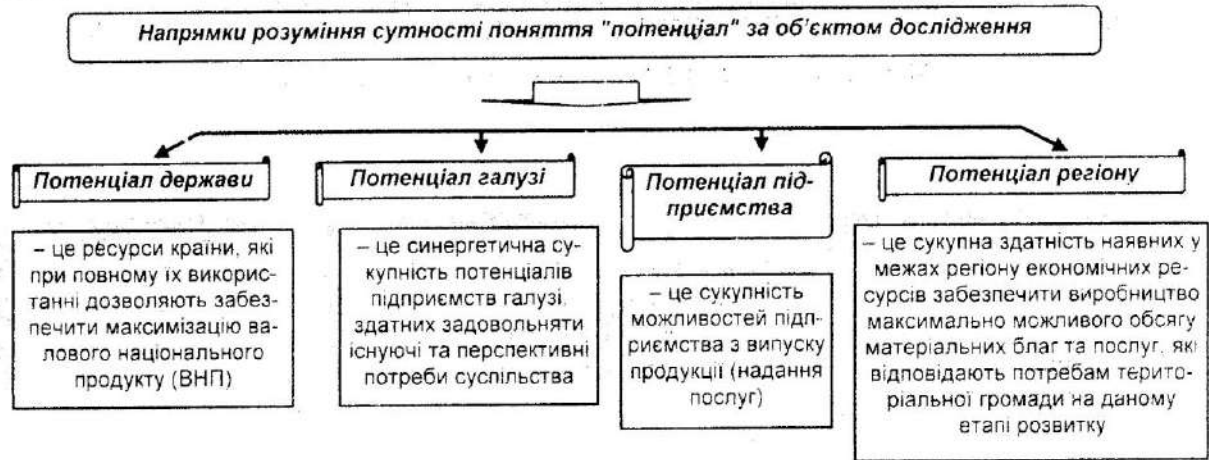 Напрямки розуміння сутності поняття "потенціал" за об’єктом дослідження
Потенціал держави
– це ресурси країни, які
при повному їх викорис-
танні дозволяють забез-
печити максимізацію ва-
лового національного
продукту (ВНП)
Потенціал галузі
– це синергетична су-
купність потенціалів
підприємств галузі,
здатних задовольняти
існуючі та перспективні
потреби суспільства
Потенціал під-
приємства
– це сукупність
можливостей підп-
риємства з випуску
продукції (надання
послуг)
Потенціал регіону
– це сукупна здатність наявних у
межах регіону економічних ре-
сурсів забезпечити виробництво
максимально можливого обсягу
матеріальних благ та послуг, які
відповідають потребам терито-
ріальної громади на даному
етапі розвитку